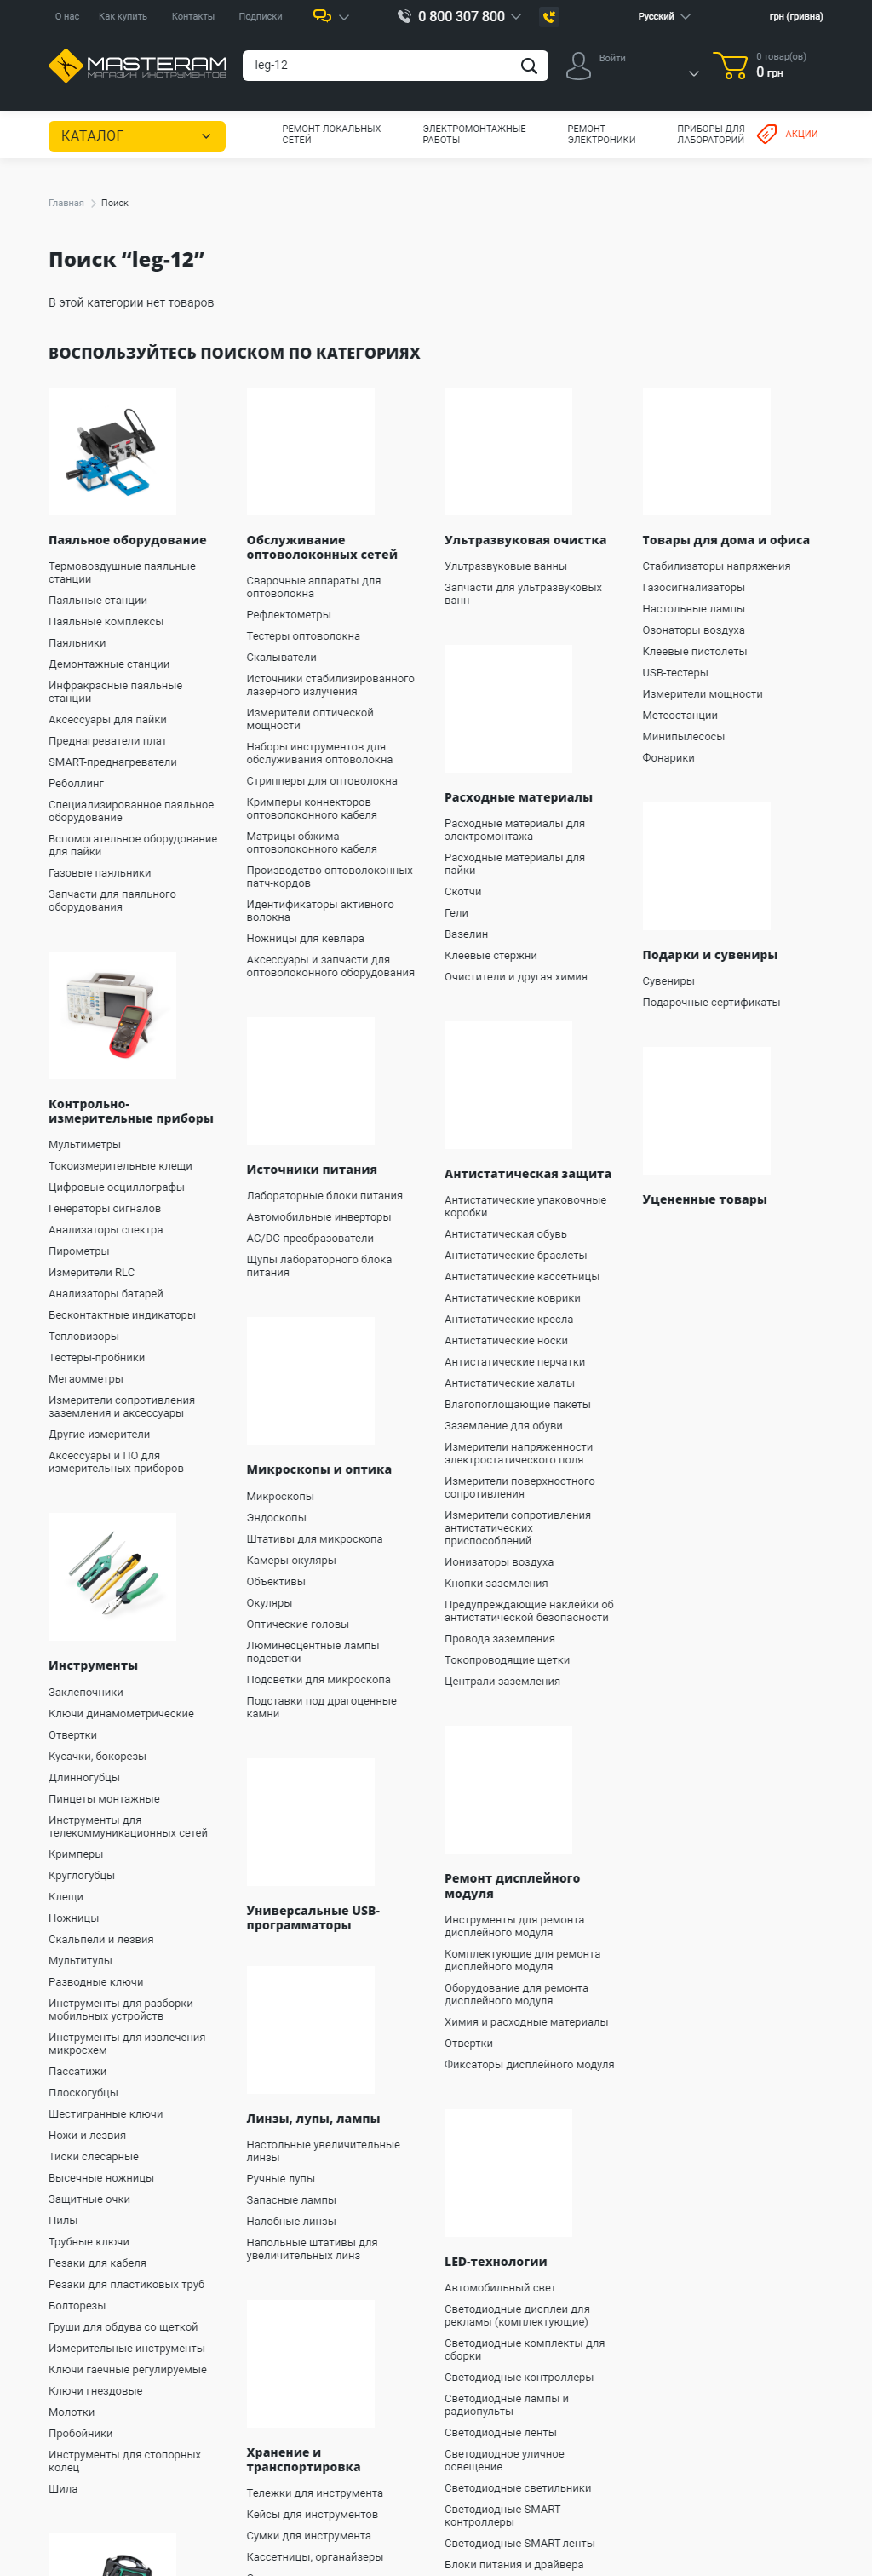 О нас
Как купить
Контакты
Подписки
0 800 307 800
Русский
грн (гривна)
MASTERAM
МАГАЗИН ИНСТРУМЕНТОВ
leg-12
Войти
0 товар(ов)
0 грн
КАТАЛОГ
РЕМОНТ ЛОКАЛЬНЫХ
СЕТЕЙ
ЭЛЕКТРОМОНТАЖНЫЕ
РАБОТЫ
РЕМОНТ
ЭЛЕКТРОНИКИ
ПРИБОРЫ ДЛЯ
ЛАБОРАТОРИЙ
АКЦИИ
Главная
Поиск
Поиск “leg-12”
В этой категории нет товаров
ВОСПОЛЬЗУЙТЕСЬ ПОИСКОМ ПО КАТЕГОРИЯХ
Паяльное оборудование
Термовоздушные паяльные
станции
Паяльные станции
Паяльные комплексы
Паяльники
Демонтажные станции
Инфракрасные паяльные
станции
Аксессуары для пайки
Преднагреватели плат
SMART-преднагреватели
Реболлинг
Специализированное паяльное
оборудование
Вспомогательное оборудование
для пайки
Газовые паяльники
Запчасти для паяльного
оборудования
Контрольно-
измерительные приборы
Мультиметры
Токоизмерительные клещи
Цифровые осциллографы
Генераторы сигналов
Анализаторы спектра
Пирометры
Измерители RLC
Анализаторы батарей
Бесконтактные индикаторы
Тепловизоры
Тестеры-пробники
Мегаомметры
Измерители сопротивления
заземления и аксессуары
Другие измерители
Аксессуары и ПО для
измерительных приборов
Инструменты
Заклепочники
Ключи динамометрические
Отвертки
Кусачки, бокорезы
Длинногубцы
Пинцеты монтажные
Инструменты для
телекоммуникационных сетей
Кримперы
Круглогубцы
Клещи
Ножницы
Скальпели и лезвия
Мультитулы
Разводные ключи
Инструменты для разборки
мобильных устройств
Инструменты для извлечения
микросхем
Пассатижи
Плоскогубцы
Шестигранные ключи
Ножи и лезвия
Тиски слесарные
Высечные ножницы
Защитные очки
Пилы
Трубные ключи
Резаки для кабеля
Резаки для пластиковых труб
Болторезы
Груши для обдува со щеткой
Измерительные инструменты
Ключи гаечные регулируемые
Ключи гнездовые
Молотки
Пробойники
Инструменты для стопорных
колец
Шила
Обслуживание
оптоволоконных сетей
Сварочные аппараты для
оптоволокна
Рефлектометры
Тестеры оптоволокна
Скалыватели
Источники стабилизированного
лазерного излучения
Измерители оптической
мощности
Наборы инструментов для
обслуживания оптоволокна
Стрипперы для оптоволокна
Кримперы коннекторов
оптоволоконного кабеля
Матрицы обжима
оптоволоконного кабеля
Производство оптоволоконных
патч-кордов
Идентификаторы активного
волокна
Ножницы для кевлара
Аксессуары и запчасти для
оптоволоконного оборудования
Источники питания
Лабораторные блоки питания
Автомобильные инверторы
AC/DC-преобразователи
Щупы лабораторного блока
питания
Микроскопы и оптика
Микроскопы
Эндоскопы
Штативы для микроскопа
Камеры-окуляры
Объективы
Окуляры
Оптические головы
Люминесцентные лампы
подсветки
Подсветки для микроскопа
Подставки под драгоценные
камни
Универсальные USB-
программаторы
Линзы, лупы, лампы
Настольные увеличительные
линзы
Ручные лупы
Запасные лампы
Налобные линзы
Напольные штативы для
увеличительных линз
Хранение и
транспортировка
Тележки для инструмента
Кейсы для инструментов
Сумки для инструмента
Кассетницы, органайзеры
Ультразвуковая очистка
Ультразвуковые ванны
Запчасти для ультразвуковых
ванн
Расходные материалы
Расходные материалы для
электромонтажа
Расходные материалы для
пайки
Скотчи
Гели
Вазелин
Клеевые стержни
Очистители и другая химия
Антистатическая защита
Антистатические упаковочные
коробки
Антистатическая обувь
Антистатические браслеты
Антистатические кассетницы
Антистатические коврики
Антистатические кресла
Антистатические носки
Антистатические перчатки
Антистатические халаты
Влагопоглощающие пакеты
Заземление для обуви
Измерители напряженности
электростатического поля
Измерители поверхностного
сопротивления
Измерители сопротивления
антистатических
приспособлений
Ионизаторы воздуха
Кнопки заземления
Предупреждающие наклейки об
антистатической безопасности
Провода заземления
Токопроводящие щетки
Централи заземления
Ремонт дисплейного
модуля
Инструменты для ремонта
дисплейного модуля
Комплектующие для ремонта
дисплейного модуля
Оборудование для ремонта
дисплейного модуля
Химия и расходные материалы
Отвертки
Фиксаторы дисплейного модуля
LED-технологии
Автомобильный свет
Светодиодные дисплеи для
рекламы (комплектующие)
Светодиодные комплекты для
сборки
Светодиодные контроллеры
Светодиодные лампы и
радиопульты
Светодиодные ленты
Светодиодное уличное
освещение
Светодиодные светильники
Светодиодные SMART-
контроллеры
Светодиодные SMART-ленты
Блоки питания и драйвера
Товары для дома и офиса
Стабилизаторы напряжения
Газосигнализаторы
Настольные лампы
Озонаторы воздуха
Клеевые пистолеты
USB-тестеры
Измерители мощности
Метеостанции
Минипылесосы
Фонарики
Подарки и сувениры
Сувениры
Подарочные сертификаты
Уцененные товары